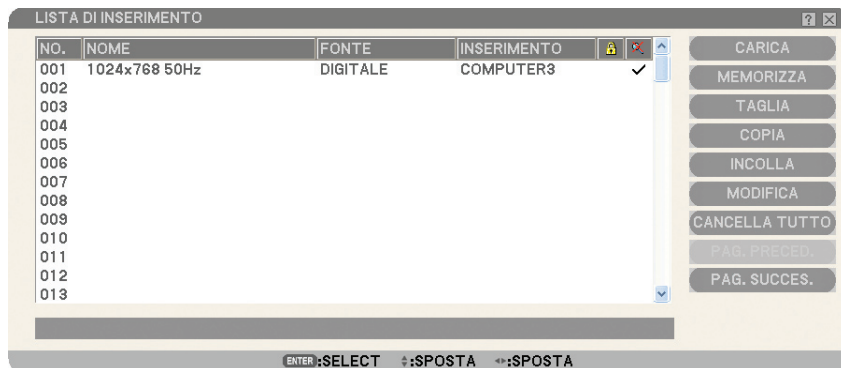 LISTA DI INSERIMENTO
NO. NOME FONTE INSERIMENTO
001 1024x768 50Hz DIGITALE COMPUTER3
002
003
004
005
006
007
008
009
010
011
012
013
CARICA
MEMORIZZA
TAGLIA
COPIA
INCOLLA
MODIFICA
CANCELLA TUTTO
PAG. PRECED.
PAG. SUCCES.
ENTER :SELECT :SPOSTA :SPOSTA